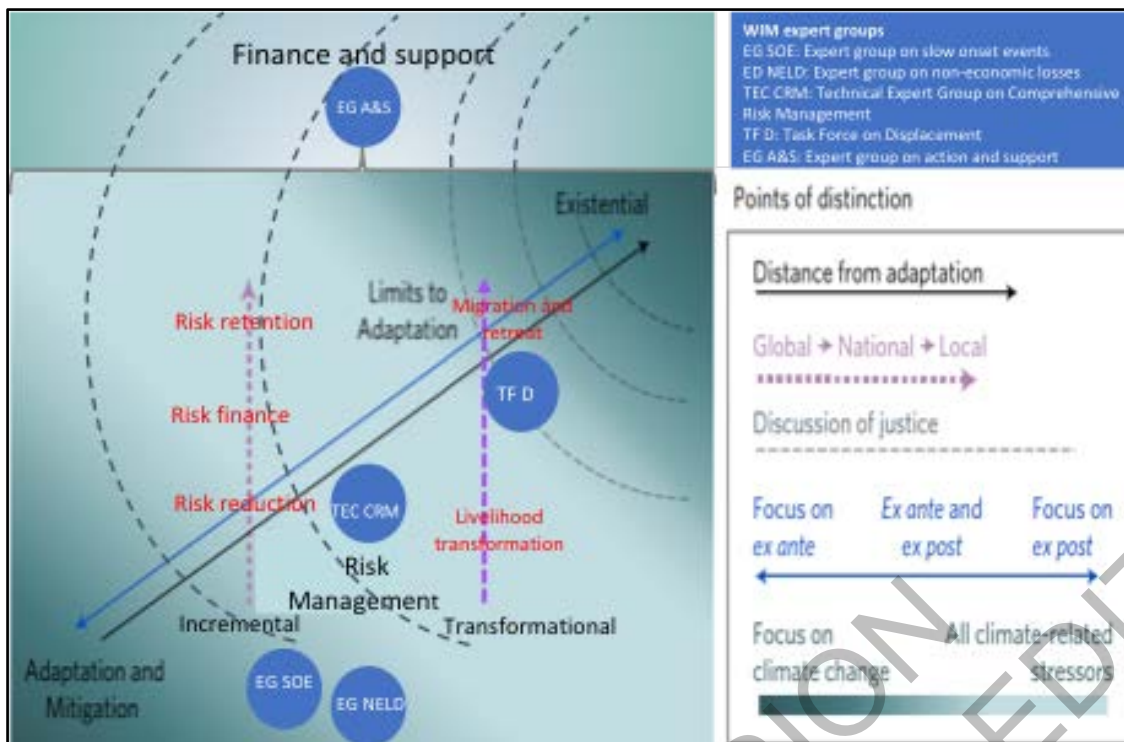 Finance and support
EG A&S
WIM expert groups
EG SOE: Expert group on slow onset events
ED NELD: Expert group on non-economic losses
TEC CRM: Technical Expert Group on Comprehensive
Risk Management
TF D: Task Force on Displacement
EG A&S: Expert group on action and support
Existential
Limits to
Adaptation
Migration and
retreat
Risk retention
TF D
Risk finance
Risk reduction
TEC CRM
Livelihood
transformation
Risk
Management
Incremental
Transformational
Adaptation and
Mitigation
EG SOE
EG NELD
Points of distinction
Distance from adaptation
Global → National → Local
Discussion of justice
Focus on
ex ante
Ex ante and
ex post
Focus on
ex post
Focus on
climate change
All climate-related
stressors